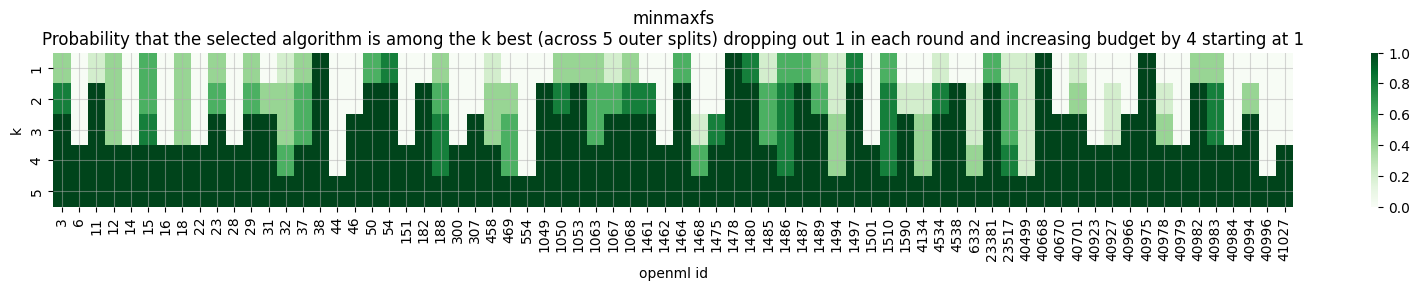 minmaxfs
Probability that the selected algorithm is among the k best (across 5 outer splits) dropping out 1 in each round and increasing budget by 4 starting at 1
k
1
2
3
4
5
3 6 11 12 14 15 16 18 22 23 28 29 31 32 37 38 44 46 50 54 151 182 188 300 307 458 469 554 1049 1050 1053 1063 1067 1068 1461 1462 1464 1468 1475 1478 1480 1485 1486 1487 1489 1494 1497 1501 1510 1590 4134 4534 4538 6332 23381 23517 40499 40668 40670 40701 40923 40927 40966 40975 40978 40979 40982 40983 40984 40994 40996 41027
openml id
1.0
0.8
0.6
0.4
0.2
0.0